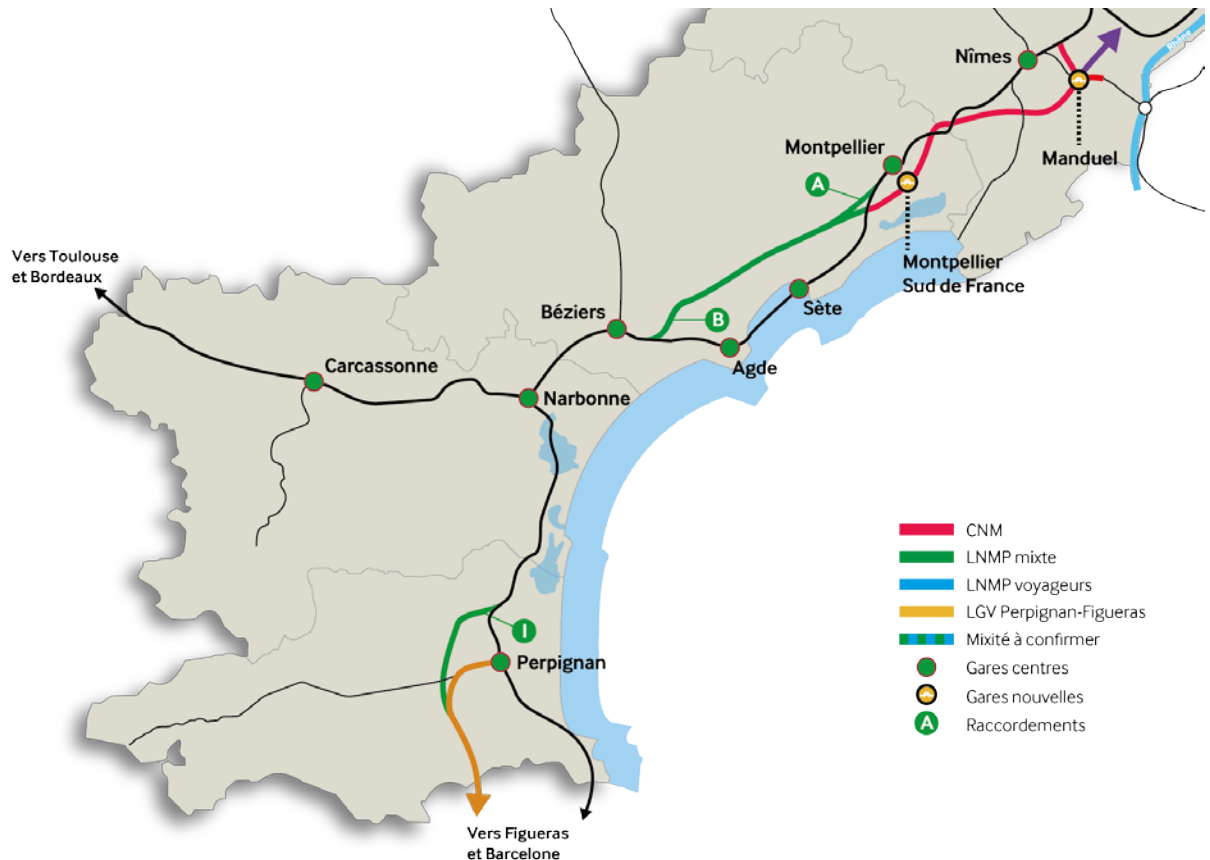 Rhône
Nîmes
Manduel
Montpellier
A
Montpellier
Sud de France
Vers Toulouse
et Bordeaux
Béziers
B
Sète
Agde
Carcassonne
Narbonne
I
Perpignan
Vers Figueras
et Barcelone
CNM
LNMP mixte
LNMP voyageurs
LGV Perpignan-Figueras
Mixité à confirmer
Gares centres
Gares nouvelles
A
Raccordements